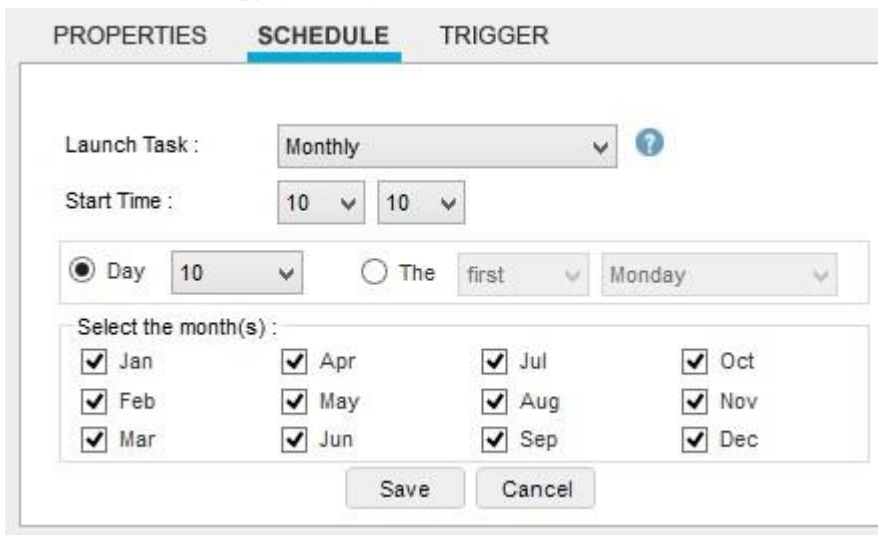 PROPERTIES SCHEDULE TRIGGER
Launch Task : Monthly ?
Start Time : 10 10
Day 10 The first Monday
Select the month(s) :
Jan Apr Jul Oct
Feb May Aug Nov
Mar Jun Sep Dec
Save Cancel